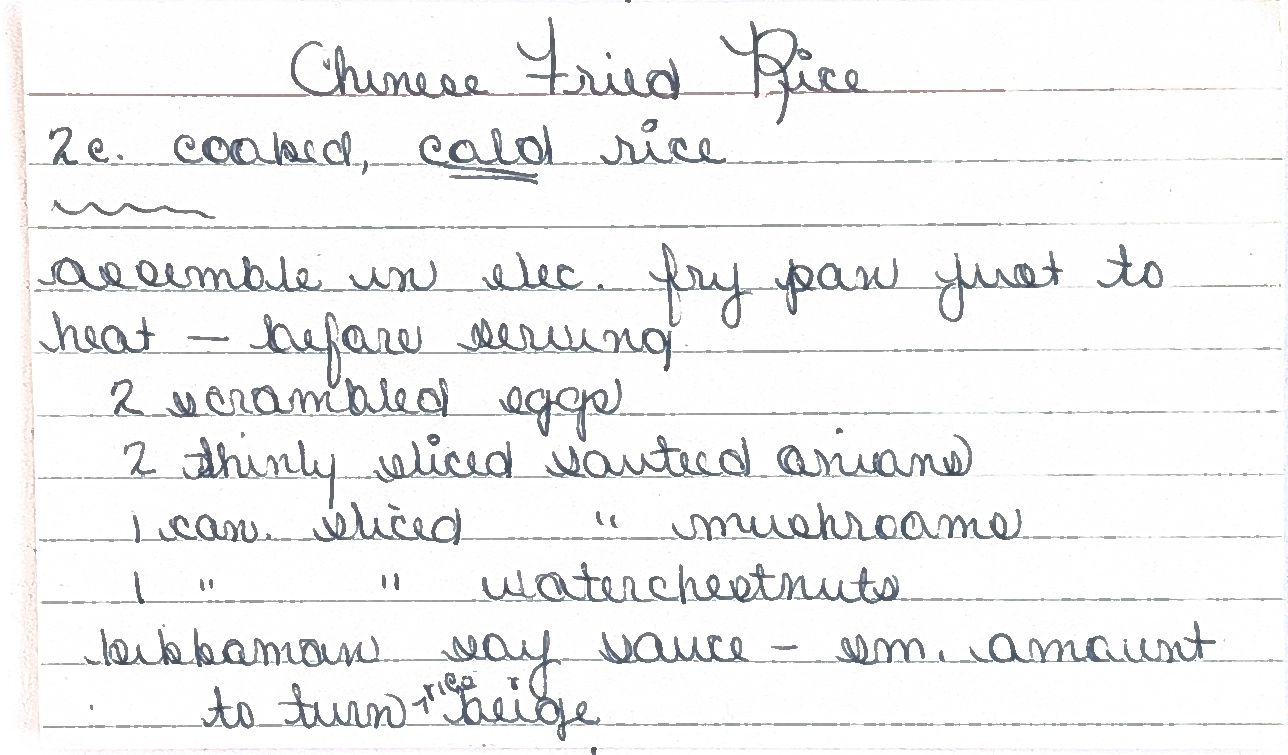 Chinese Fried Rice
2 c. cooked, cold rice
assemble in elec. fry pan just to
heat – before serving
2 scrambled eggs
2 thinly sliced sauteed onions
1 can. sliced " mushrooms
1 " " waterchestnuts
kikkoman soy sauce – sm. amount
to turn ↑rice beige